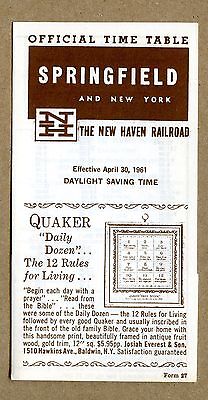 OFFICIAL TIME TABLE
SPRINGFIELD
AND NEW YORK
NH
THE NEW HAVEN RAILROAD
Effective April 30, 1961
DAYLIGHT SAVING TIME
QUAKER
"Daily
Dozen"...
The 12 Rules
for Living...
"Begin each day with a
prayer" ... "Read from the
Bible" ... these
were some of the Daily Dozen — the 12 Rules for Living
followed by every good Quaker and usually inscribed in
the front of the old family Bible. Grace your home with
this handsome print, beautifully framed in antique fruit
wood, gold trim, 12" sq. $5.95pp. Josiah Everest & Son,
1510 Hawkins Ave., Baldwin, N.Y. Satisfaction guaranteed
Form 27